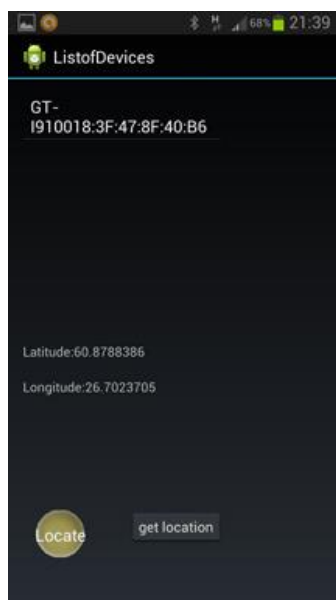 68% 21:39
ListofDevices
GT-
I910018:3F:47:8F:40:B6
Latitude:60.8788386
Longitude:26.7023705
Locate
get location